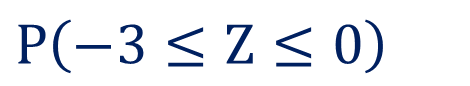 P(−3 ≤ Z ≤ 0)